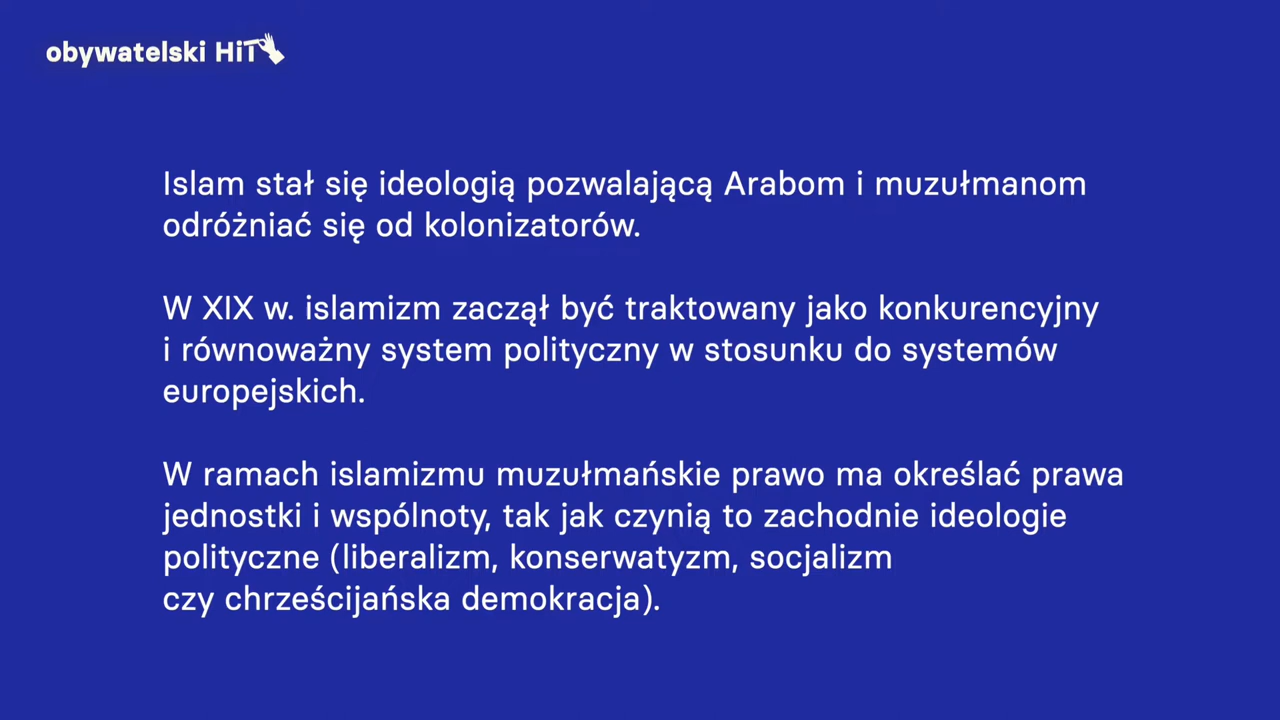 obywatelski HiT
Islam stał się ideologią pozwalającą Arabom i muzułmanom
odróżniać się od kolonizatorów.
W XIX w. islamizm zaczął być traktowany jako konkurencyjny
i równoważny system polityczny w stosunku do systemów
europejskich.
W ramach islamizmu muzułmańskie prawo ma określać prawa
jednostki i wspólnoty, tak jak czynią to zachodnie ideologie
polityczne (liberalizm, konserwatyzm, socjalizm
czy chrześcijańska demokracja).